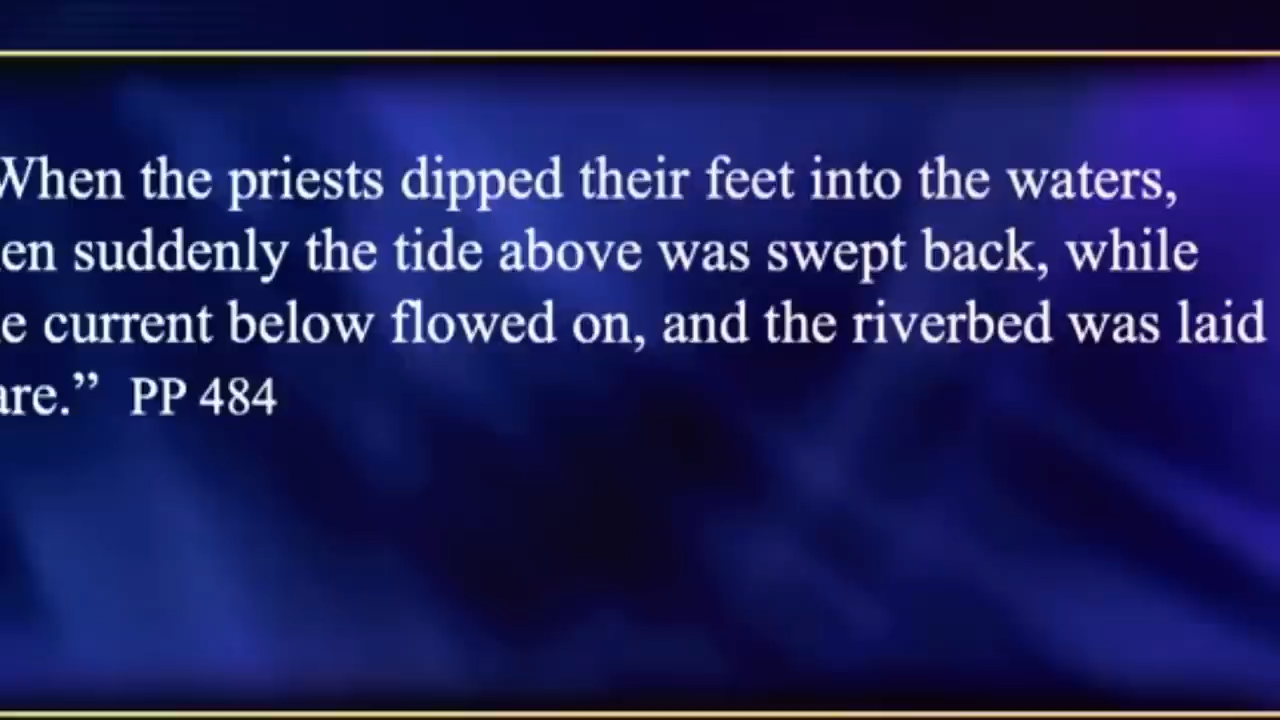 When the priests dipped their feet into the waters,
en suddenly the tide above was swept back, while
e current below flowed on, and the riverbed was laid
are.” PP 484